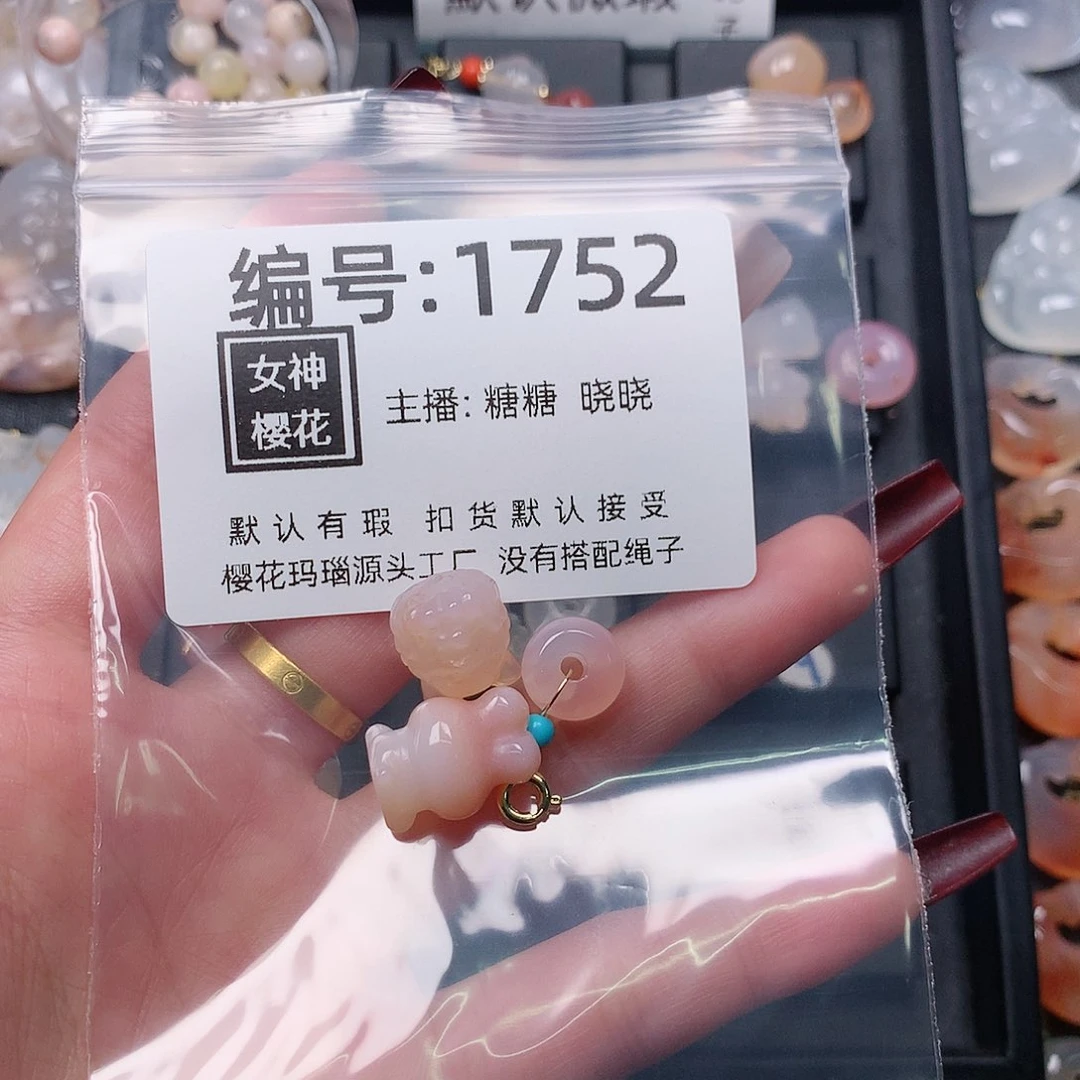 编号:1752
女神
樱花
主播: 糖糖 晓晓
默认有瑕 扣货默认接受
樱花玛瑙源头工厂 没有搭配绳子